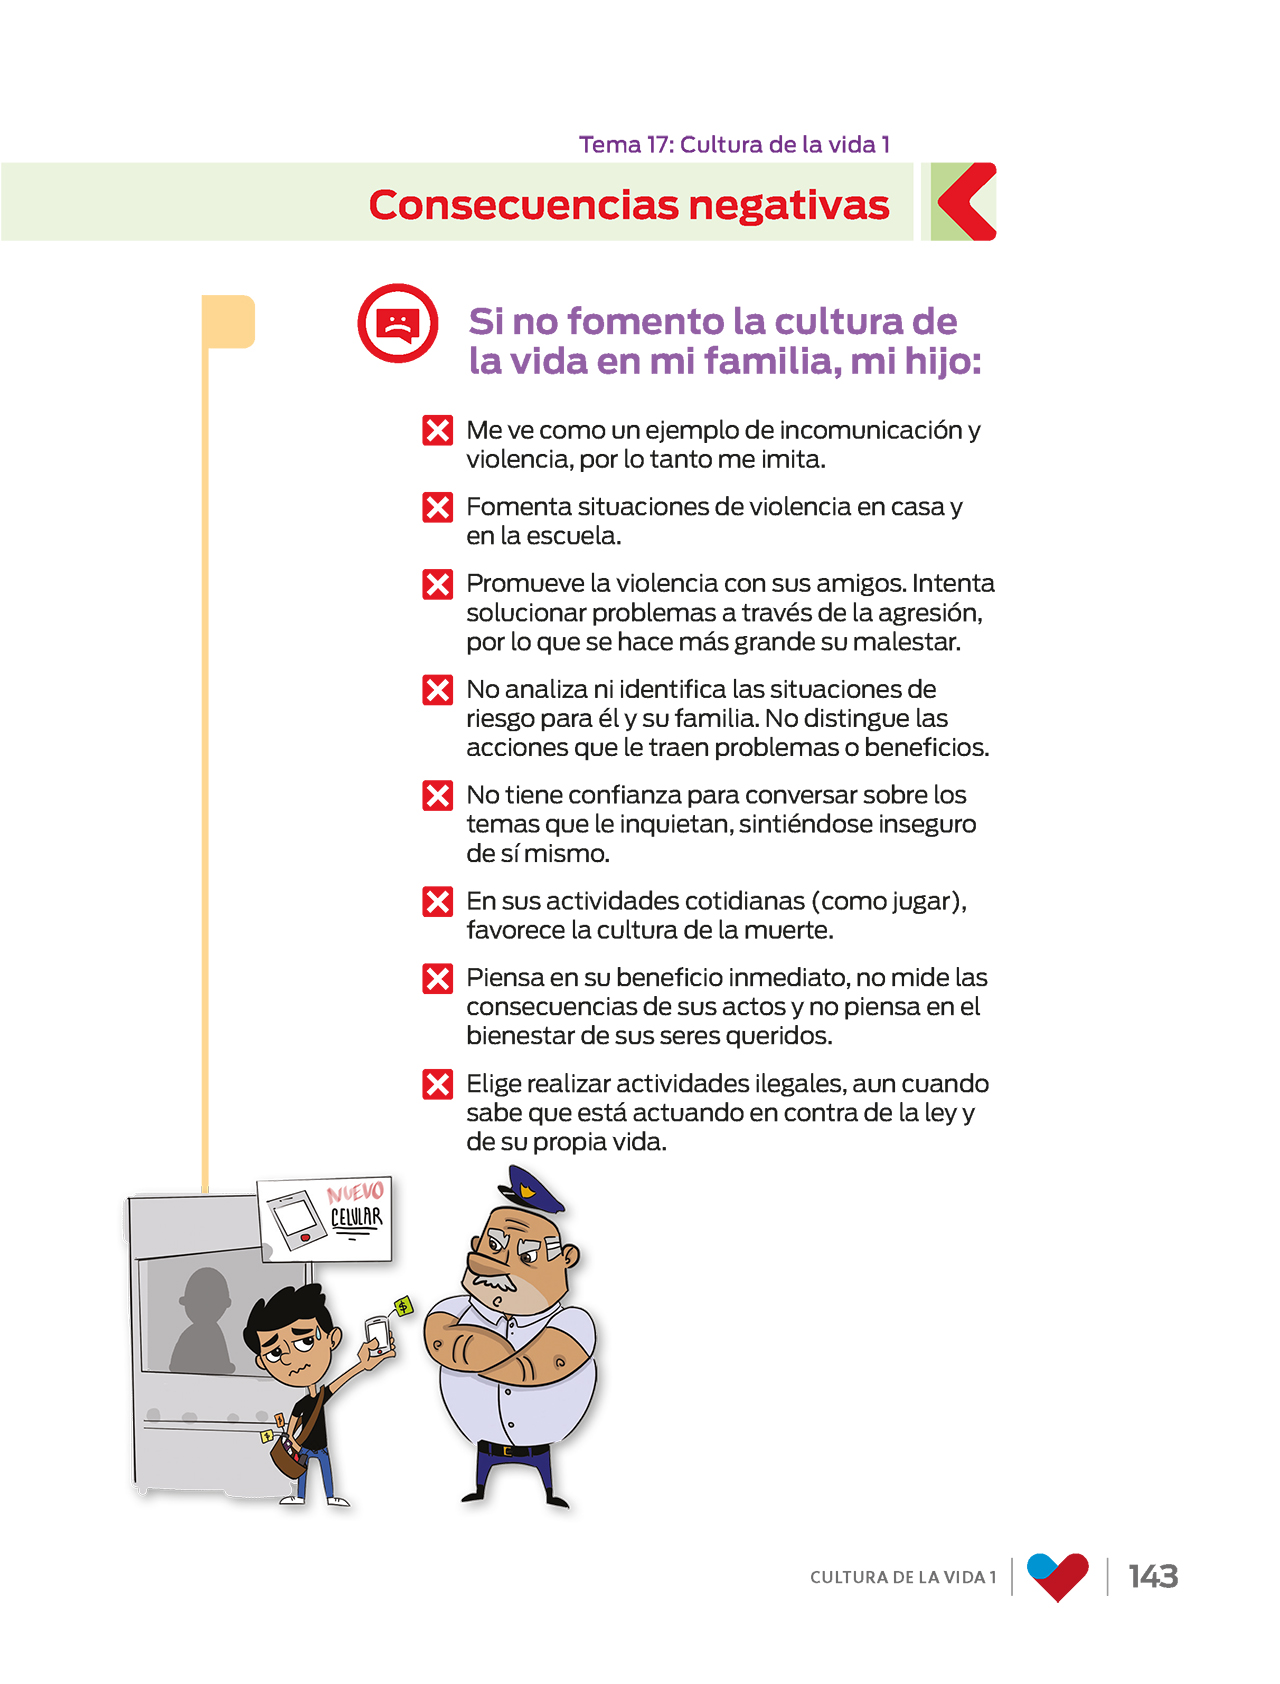 Tema 17: Cultura de la vida 1
Consecuencias negativas
Si no fomento la cultura de
la vida en mi familia, mi hijo:
Me ve como un ejemplo de incomunicación y
violencia, por lo tanto me imita.
Fomenta situaciones de violencia en casa y
en la escuela.
Promueve la violencia con sus amigos. Intenta
solucionar problemas a través de la agresión,
por lo que se hace más grande su malestar.
No analiza ni identifica las situaciones de
riesgo para él y su familia. No distingue las
acciones que le traen problemas o beneficios.
No tiene confianza para conversar sobre los
temas que le inquietan, sintiéndose inseguro
de sí mismo.
En sus actividades cotidianas (como jugar),
favorece la cultura de la muerte.
Piensa en su beneficio inmediato, no mide las
consecuencias de sus actos y no piensa en el
bienestar de sus seres queridos.
Elige realizar actividades ilegales, aun cuando
sabe que está actuando en contra de la ley y
de su propia vida.
NUEVO
CELULAR
$
$
$
CULTURA DE LA VIDA 1
143